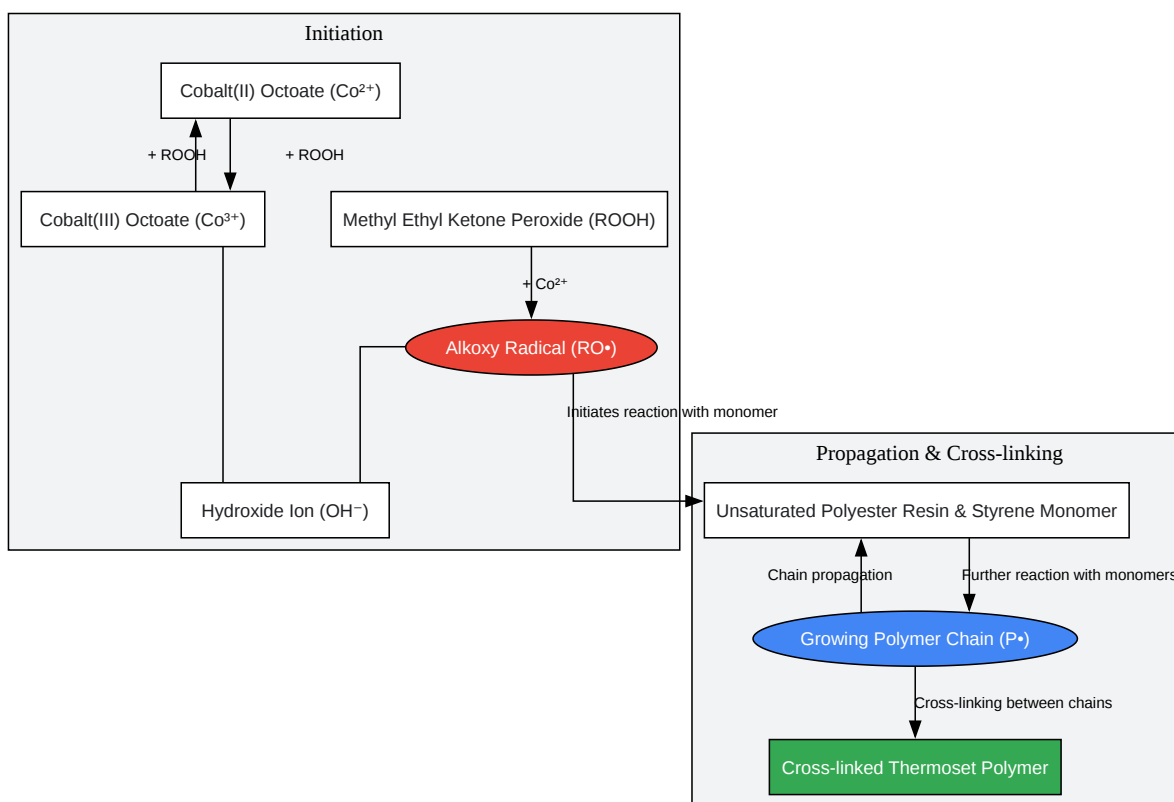 Initiation
Cobalt(II) Octoate (Co²⁺)
+ ROOH
+ ROOH
Cobalt(III) Octoate (Co³⁺)
Methyl Ethyl Ketone Peroxide (ROOH)
+ Co²⁺
Alkoxy Radical (RO•)
Initiates reaction with monomer
Hydroxide Ion (OH⁻)
Propagation & Cross-linking
Unsaturated Polyester Resin & Styrene Monomer
Chain propagation
Further reaction with monomers
Growing Polymer Chain (P•)
Cross-linking between chains
Cross-linked Thermoset Polymer